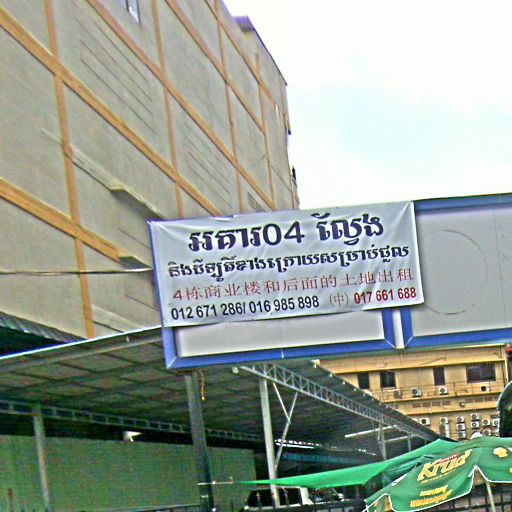 អគារ04 ល្វែង
និងដីឡូតិ៍ខាងក្រោយសម្រាប់ជួល
4栋商业楼和后面的土地出租
012 671 286/ 016 985 898 (中) 017 661 688
Krud